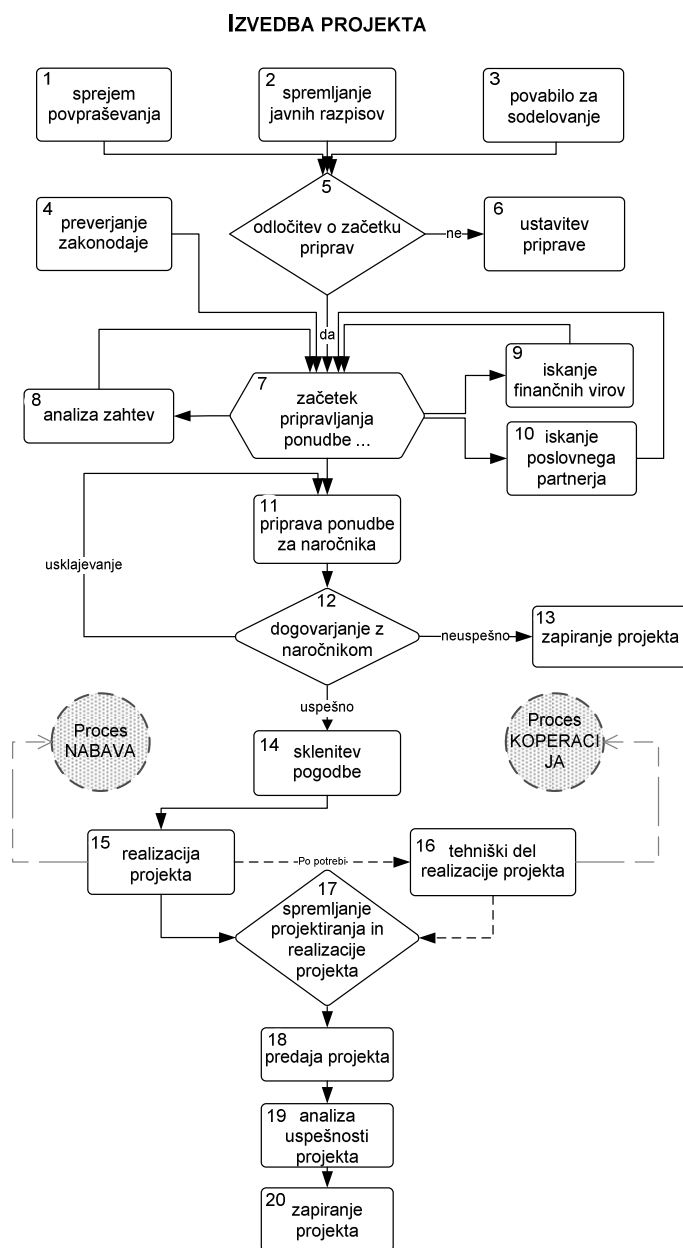 IZVEDBA PROJEKTA
1
sprejem
povpraševanja
2
spremljanje
javnih razpisov
3
povabilo za
sodelovanje
4
preverjanje
zakonodaje
5
odločitev o začetku
priprav
ne
6
ustavitev
priprave
da
7
začetek
pripravljanja
ponudbe ...
8
analiza zahtev
9
iskanje
finančnih virov
10
iskanje
poslovnega
partnerja
11
priprava ponudbe
za naročnika
usklajevanje
12
dogovarjanje z
naročnikom
neuspešno
13
zapiranje projekta
uspešno
Proces
NABAVA
Proces
KOPERACI
JA
14
sklenitev
pogodbe
15
realizacija
projekta
Po potrebi
16
tehniški del
realizacije projekta
17
spremljanje
projektiranja in
realizacije
projekta
18
predaja projekta
19
analiza
uspešnosti
projekta
20
zapiranje
projekta